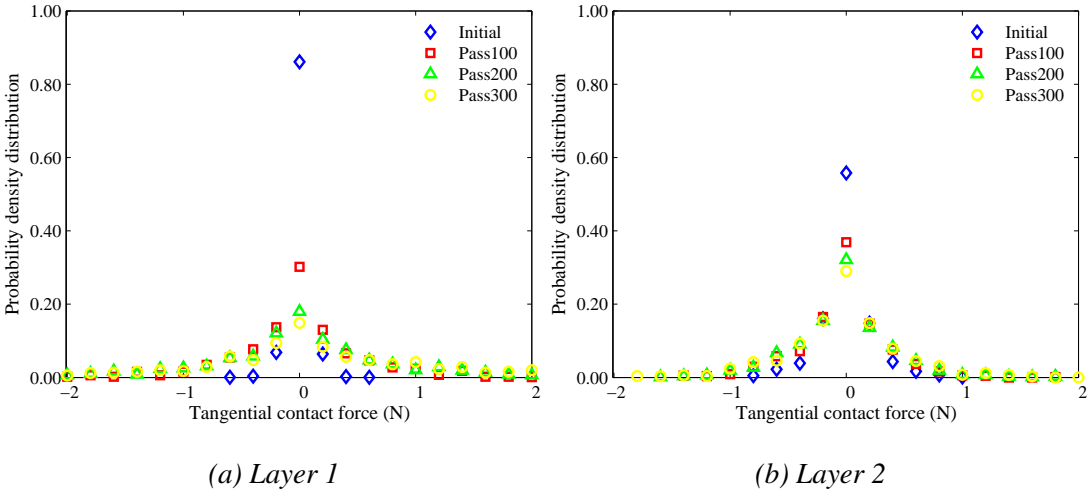 1.00
0.80
0.60
0.40
0.20
0.00
Probability density distribution
−2 −1 0 1 2
Tangential contact force (N)
Initial
Pass100
Pass200
Pass300
(a) Layer 1
1.00
0.80
0.60
0.40
0.20
0.00
Probability density distribution
−2 −1 0 1 2
Tangential contact force (N)
Initial
Pass100
Pass200
Pass300
(b) Layer 2